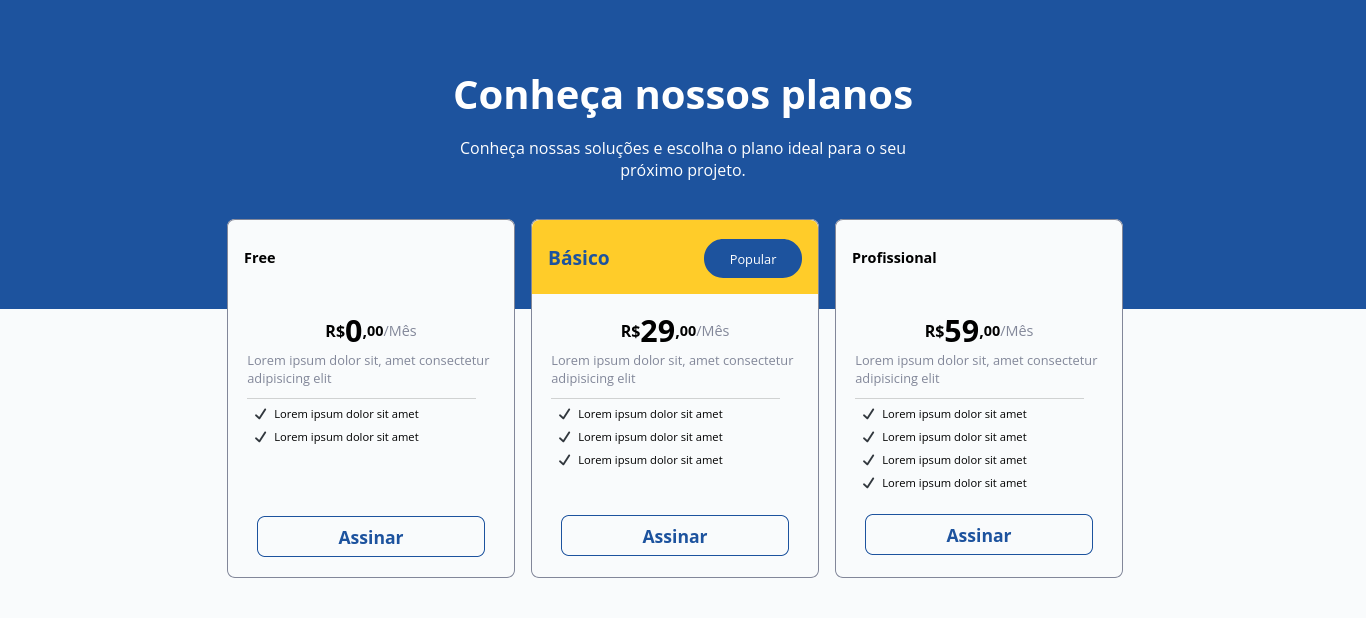 Conheça nossos planos
Conheça nossas soluções e escolha o plano ideal para o seu
próximo projeto.
Free
R$0,00/Mês
Lorem ipsum dolor sit, amet consectetur
adipisicing elit
Lorem ipsum dolor sit amet
Lorem ipsum dolor sit amet
Assinar
Básico
Popular
R$29,00/Mês
Lorem ipsum dolor sit, amet consectetur
adipisicing elit
Lorem ipsum dolor sit amet
Lorem ipsum dolor sit amet
Lorem ipsum dolor sit amet
Assinar
Profissional
R$59,00/Mês
Lorem ipsum dolor sit, amet consectetur
adipisicing elit
Lorem ipsum dolor sit amet
Lorem ipsum dolor sit amet
Lorem ipsum dolor sit amet
Lorem ipsum dolor sit amet
Assinar